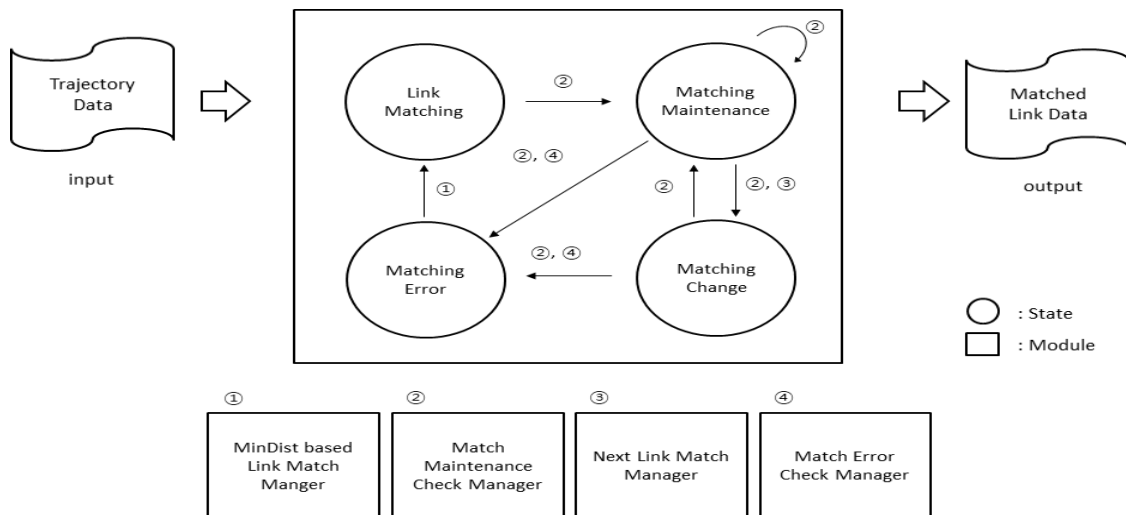 ②
Trajectory
Data
input
Link
Matching
②
Matching
Maintenance
Matched
Link Data
output
②, ④
①
②
②, ③
Matching
Error
②, ④
Matching
Change
: State
: Module
①
②
③
④
MinDist based
Link Match
Manger
Match
Maintenance
Check Manager
Next Link Match
Manager
Match Error
Check Manager